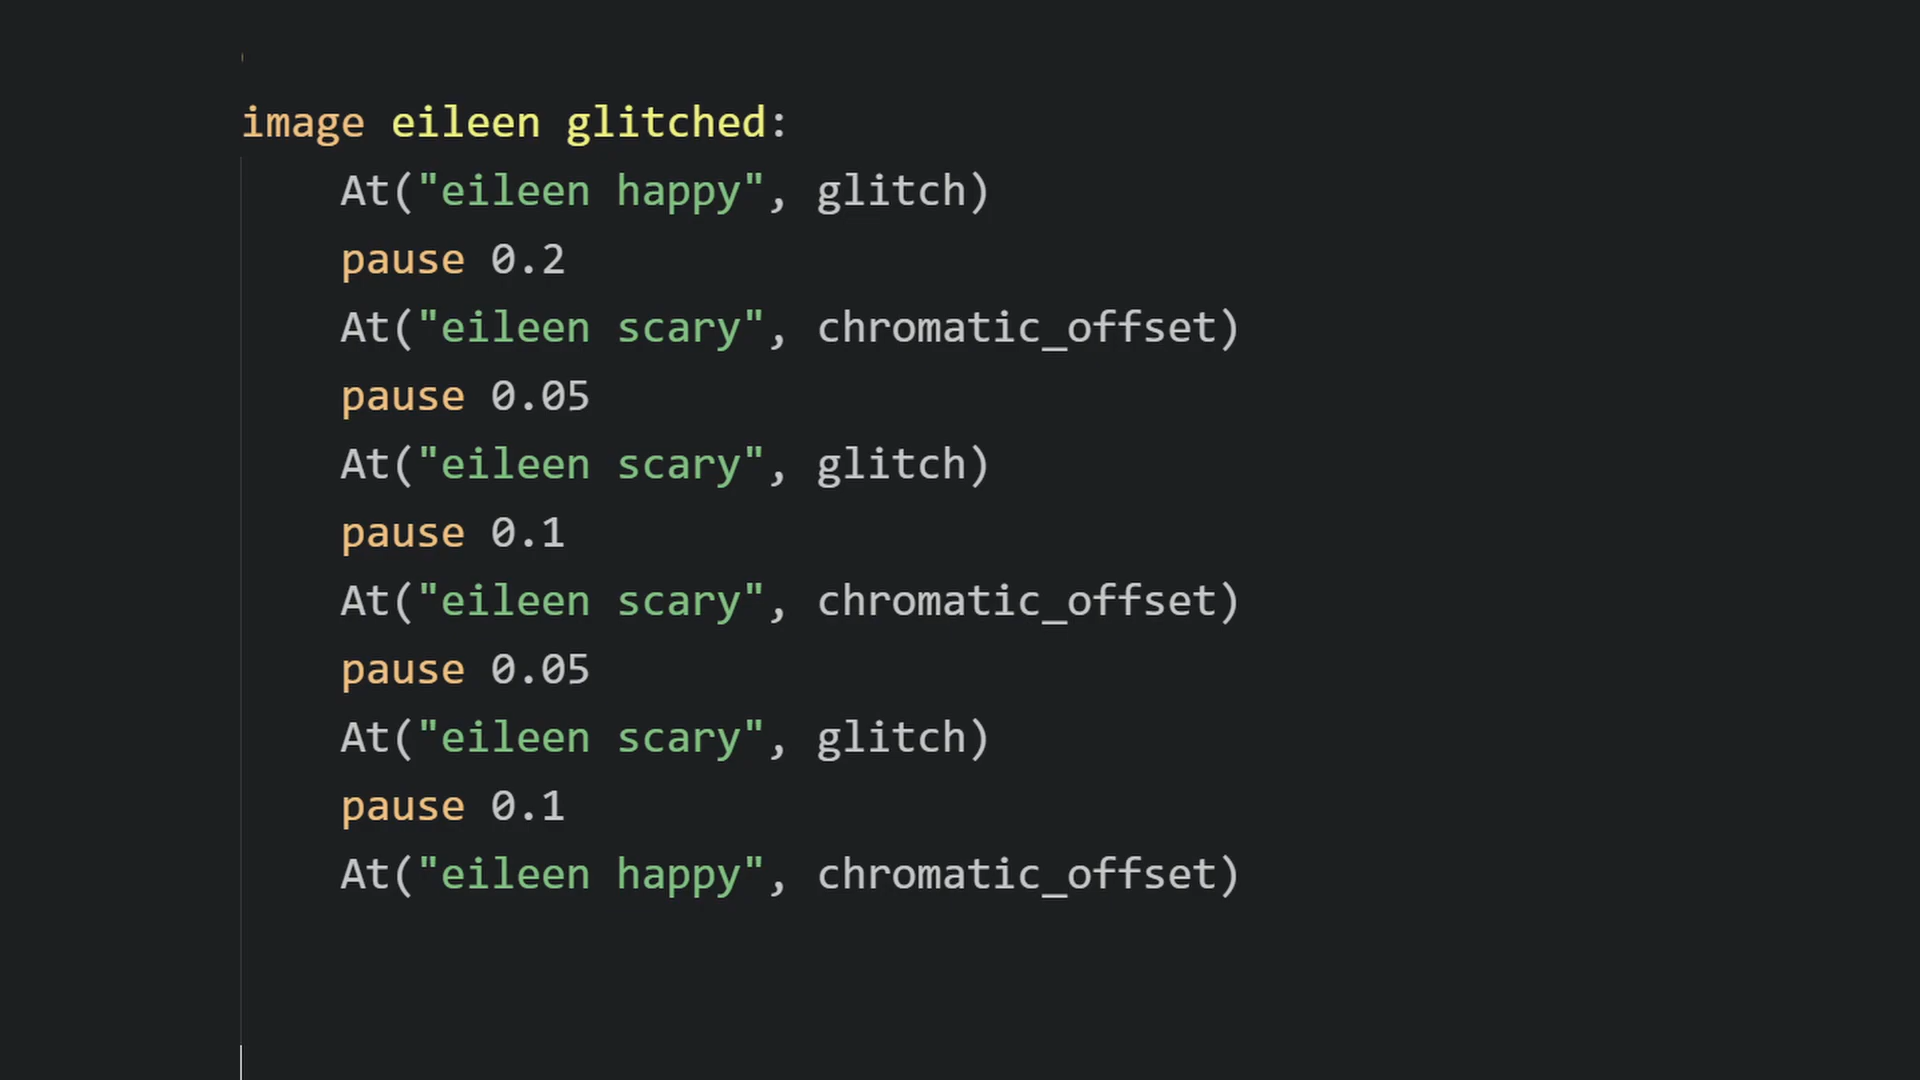 image eileen glitched:
    At("eileen happy", glitch)
    pause 0.2
    At("eileen scary", chromatic_offset)
    pause 0.05
    At("eileen scary", glitch)
    pause 0.1
    At("eileen scary", chromatic_offset)
    pause 0.05
    At("eileen scary", glitch)
    pause 0.1
    At("eileen happy", chromatic_offset)